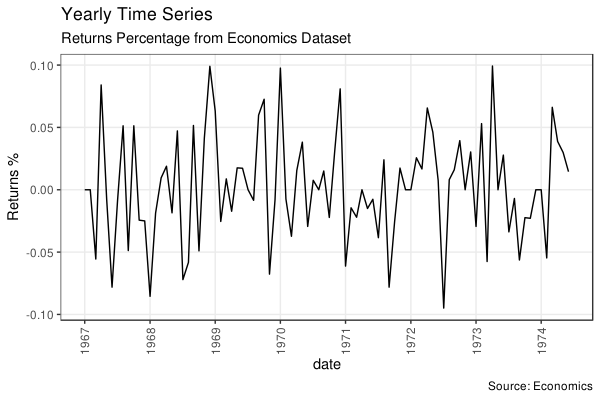 Yearly Time Series
Returns Percentage from Economics Dataset
Returns %
0.10
0.05
0.00
-0.05
-0.10
1967
1968
1969
1970
1971
1972
1973
1974
date
Source: Economics